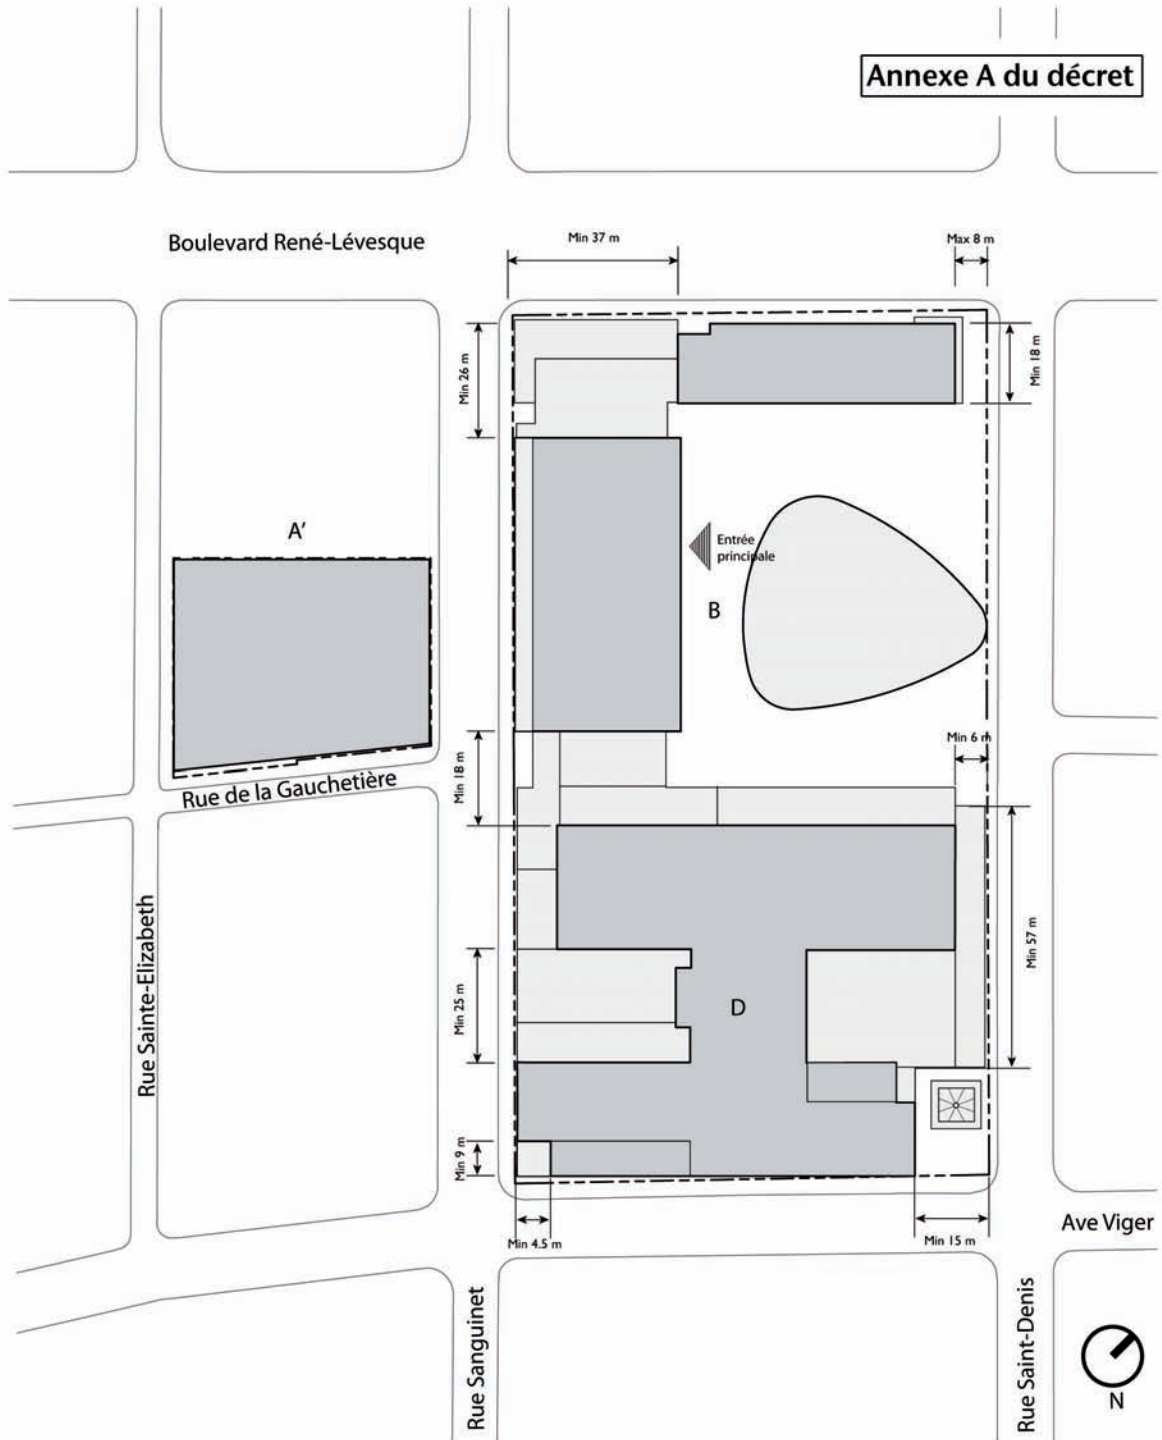 Annexe A du décret
Boulevard René-Lévesque
Min 37 m
Max 8 m
Min 26 m
Min 18 m
A'
Entrée
principale
B
Min 18 m
Min 6 m
Rue de la Gauchetière
Rue Sainte-Elizabeth
Min 25 m
D
Min 57 m
Min 9 m
Min 4.5 m
Min 15 m
Ave Viger
Rue Sanguinet
Rue Saint-Denis
N